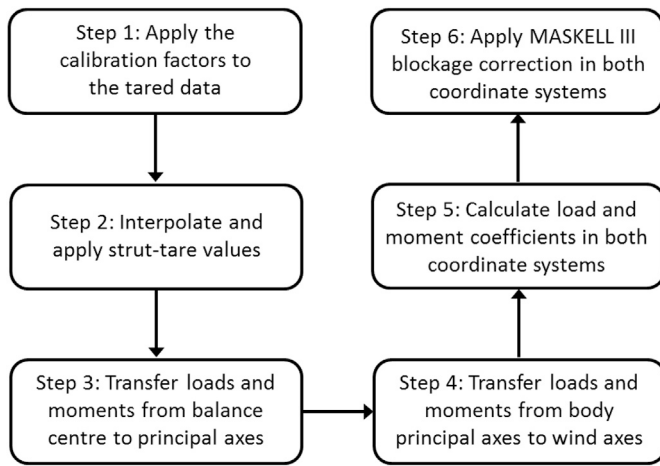 Step 1: Apply the
calibration factors to
the tared data
Step 2: Interpolate and
apply strut-tare values
Step 3: Transfer loads and
moments from balance
centre to principal axes
Step 4: Transfer loads and
moments from body
principal axes to wind axes
Step 5: Calculate load and
moment coefficients in both
coordinate systems
Step 6: Apply MASKELL III
blockage correction in both
coordinate systems